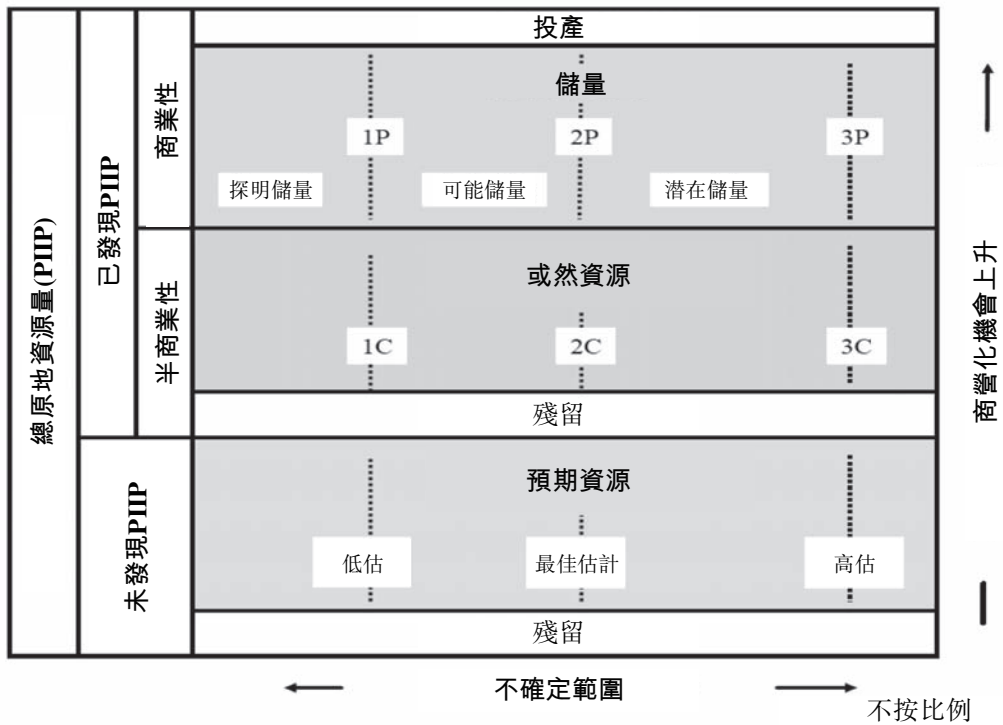 投產
儲量
1P
2P
3P
探明儲量
可能儲量
潜在儲量
或然資源
1C
2C
3C
殘留
預期資源
低估
最佳估計
高估
殘留
總原地資源量(PIIP)
已發現PIIP
未發現PIIP
商業性
半商業性
商營化機會上升
不確定範圍
不按比例